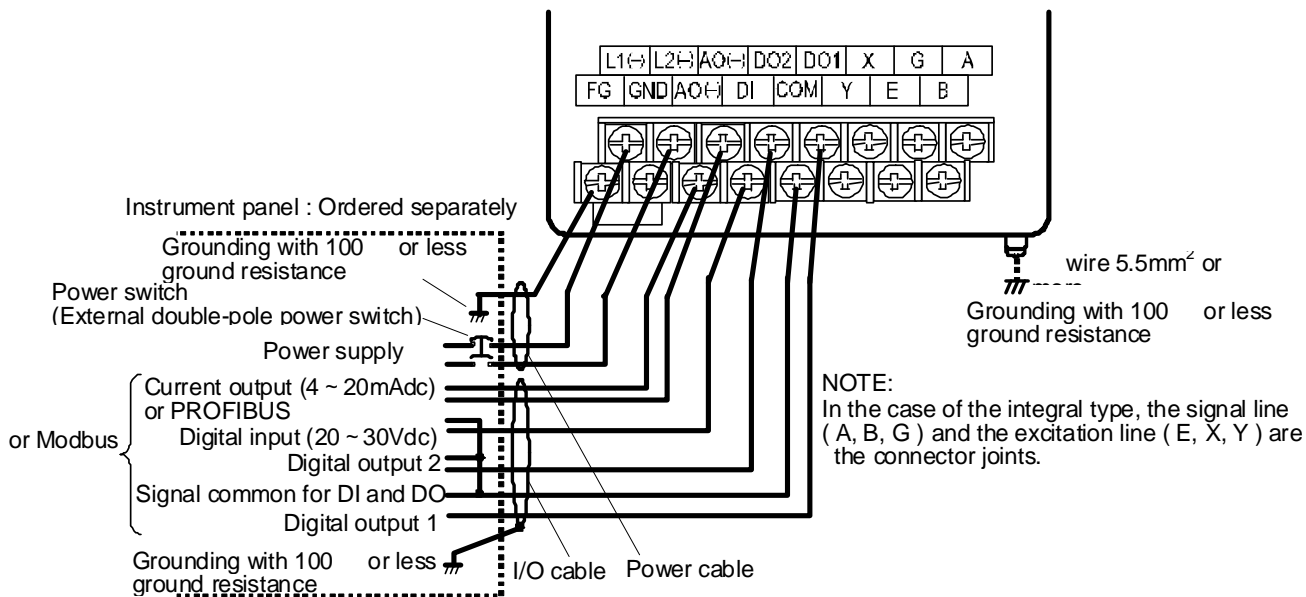 L1(-) L2(-) AO(-) DO2 DO1 X G A
FG GND AO(-) DI COM Y E B
Instrument panel : Ordered separately
Grounding with 100 or less
ground resistance
Power switch
(External double-pole power switch)
Power supply
Current output (4 ~ 20mAdc)
or PROFIBUS
or Modbus
Digital input (20 ~ 30Vdc)
Digital output 2
Signal common for DI and DO
Digital output 1
Grounding with 100 or less
ground resistance
I/O cable
Power cable
wire 5.5mm² or
Grounding with 100 or less
ground resistance
NOTE:
In the case of the integral type, the signal line
( A, B, G ) and the excitation line ( E, X, Y ) are
the connector joints.